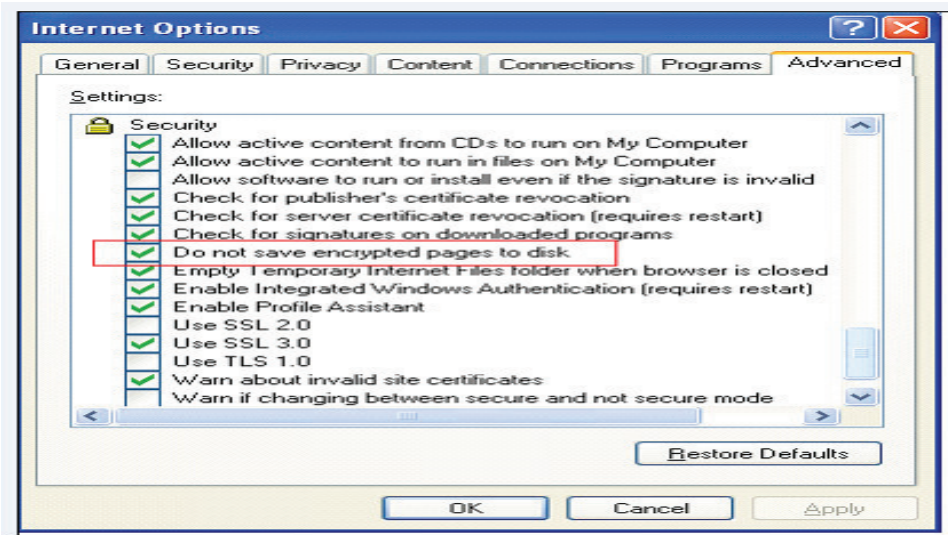 Internet Options
General Security Privacy Content Connections Programs Advanced
Settings:
Security
Allow active content from CDs to run on My Computer
Allow active content to run in files on My Computer
Allow software to run or install even if the signature is invalid
Check for publisher's certificate revocation
Check for server certificate revocation (requires restart)
Check for signatures on downloaded programs
Do not save encrypted pages to disk
Empty Temporary Internet Files folder when browser is closed
Enable Integrated Windows Authentication (requires restart)
Enable Profile Assistant
Use SSL 2.0
Use SSL 3.0
Use TLS 1.0
Warn about invalid site certificates
Warn if changing between secure and not secure mode
Restore Defaults
OK Cancel Apply